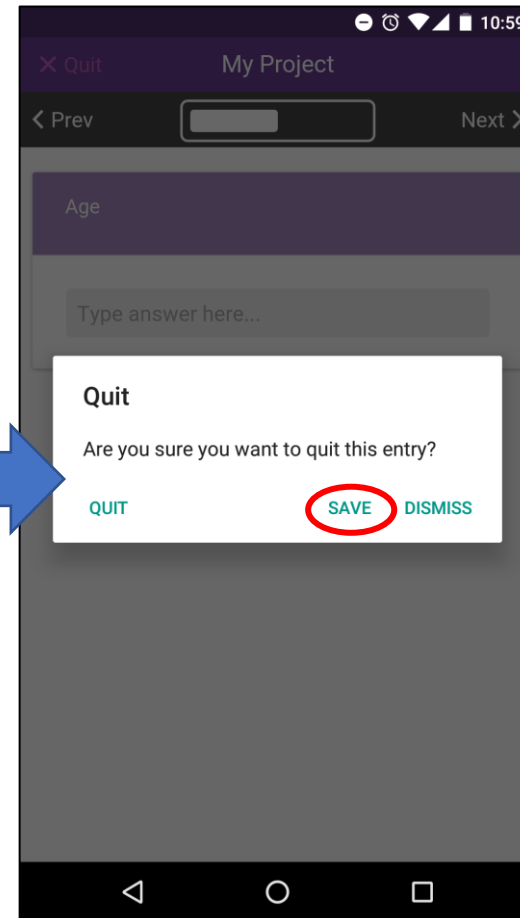 10:59
Quit My Project
Prev Next
Age
Type answer here...
Quit
Are you sure you want to quit this entry?
QUIT SAVE DISMISS